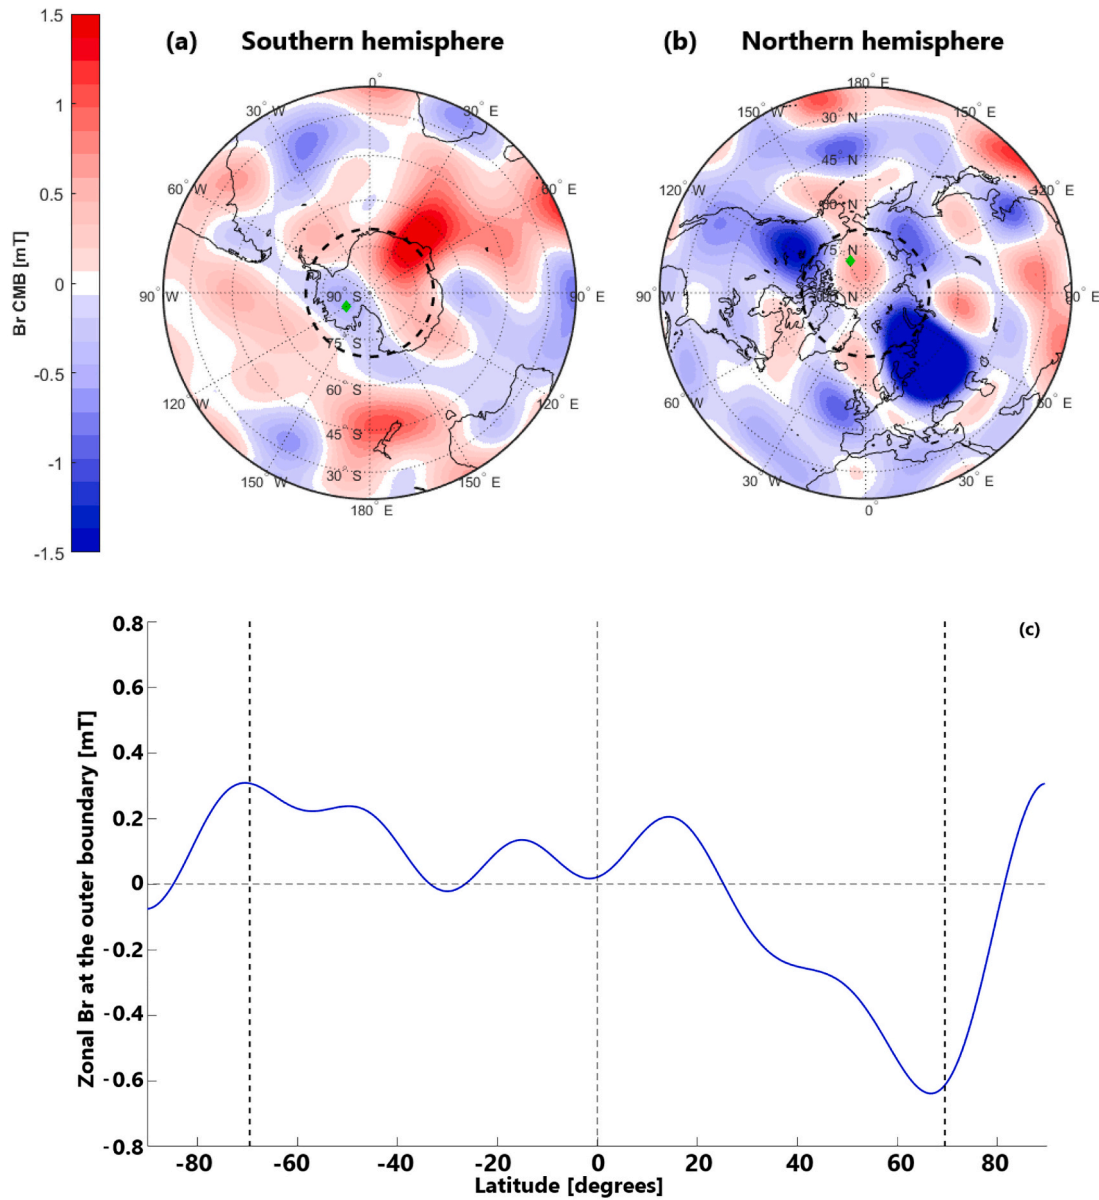 1.5
1
0.5
0
-0.5
-1
-1.5
Br CMB [mT]
(a) Southern hemisphere
0°
30° W
30° E
60° W
60° E
90° W
90° S
90° E
75° S
60° S
120° W
120° E
45° S
30° S
150° W
150° E
180° E
(b) Northern hemisphere
180° E
150° W
150° E
30° N
45° N
120° E
60° N
75° N
90° W
90° N
90° E
60° W
60° E
30° W
30° E
0°
(c)
0.8
0.6
0.4
0.2
0
-0.2
-0.4
-0.6
-0.8
Zonal Br at the outer boundary [mT]
-80 -60 -40 -20 0 20 40 60 80
Latitude [degrees]